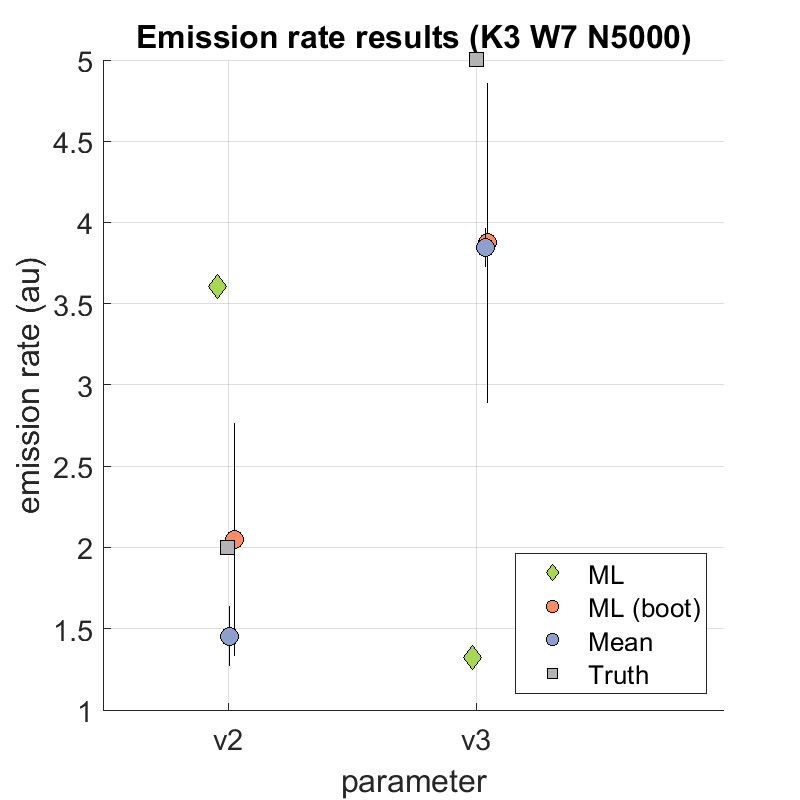 Emission rate results (K3 W7 N5000)
5
4.5
4
3.5
3
2.5
2
1.5
1
emission rate (au)
v2
v3
parameter
ML
ML (boot)
Mean
Truth